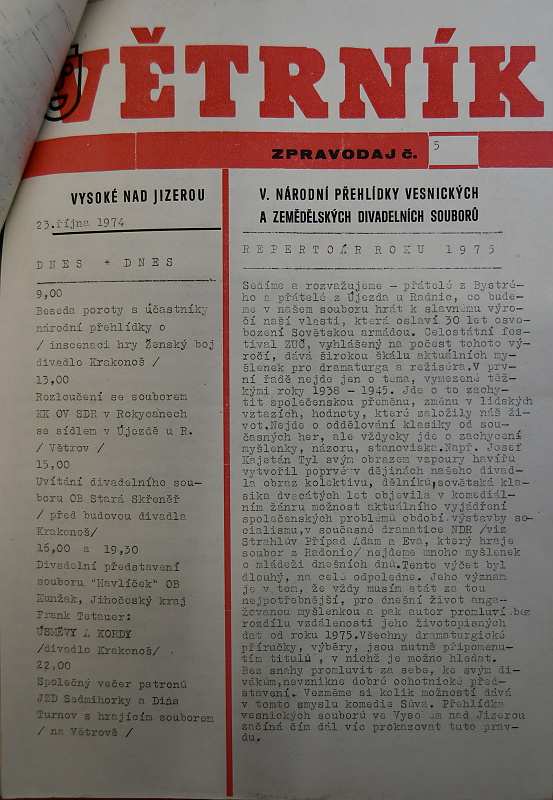 VĚTRNÍK
ZPRAVODAJ Č. 5
VYSOKÉ NAD JIZEROU
23.října 1974
DNES + DNES
9,00
Beseda poroty s účastníky
národní přehlídky o
/ inscenaci hry Ženský boj
divadlo Krakonoš /
13,00
Rozloučení se souborem
KK OV SDR v Rokycanech
se sídlem v Újezdě u R.
/ Větrov /
15,00
Uvítání divadelního sou-
boru OB Stará Skřeněř
/ před budovou divadla
Krakonoš/
16,00 a 19,30
Divadelní představení
souboru "Havlíček" OB
Kunžak, Jihočeský kraj
Frank Tetauer:
ÚSMĚVY A KORDY
/divadlo Krakonoš/
22,00
Společný večer patronů
JZD Sedmihorky a Dias
Turnov s hrajícím souborem
/ na Větrově /
V. NÁRODNÍ PŘEHLÍDKY VESNICKÝCH
A ZEMĚDĚLSKÝCH DIVADELNÍCH SOUBORŮ
REPERTOÁR ROKU 1975
Sedíme a rozvažujeme - přátelé z Bystré-
ho a přátelé z Újezda u Radnic, co bude-
me v našem souboru hrát k slavnému výro-
čí naší vlasti, která oslaví 30 let osvo-
bození Sovětskou armádou. Celostátní fes-
tival ZUČ, vyhlášený na počest tohoto vý-
ročí, dává širokou škálu aktuálních my-
šlenek pro dramaturga a režiséra.V prv-
ní řadě nejde jen o tema, vymezené těž-
kými roky 1938 - 1945. Jde o to zachy-
tit společenskou přeměnu, změnu v lidských
vztazích, hodnoty, které založily náš ži-
vot.Nejde o oddělování klasiky od sou-
časných her, ale vždycky jde o zachycení
myšlenky, názoru, stanoviska.Např. Josef
Kajetán Tyl svým obrazem vzpoury havířů
vytvořil poprvév dějinách našeho divad-
la obraz kolektivu, dělníků;sovětská kla-
sika dvacátých let objevila v komediál-
ním žánru možnost aktuálního vyjádření
společenských problémů období.výstavby so-
cialismu,v současné dramatice NDR /viz
Strahlův Případ Adam a Eva, který hraje
soubor z Radonic/ nejdeme mnoho myšlenek
o mládeži dnešních dnů.Tento výčet byl
dlouhý, na celé odpoledne. Jeho význam
je v tom, že vždy musím stát za tou
nejpotřebnější, pro dnešní život anga-
žovanou myšlenkou a pak autor promluví.bez
rozdílu vzdálenosti jeho životopisných
dat od roku 1975.Všechny dramaturgické
příručky, výběry, jsou nutně připomenu-
tím titulů , v nichž je možno hledat.
Bez snahy promluvit za sebe, ke svým di-
vákům,nevznikne dobré ochotnické před-
stavení. Vezměme si kolik možností dává
v tomto smyslu komedie Sůva. Přehlídka
vesnických souborů ve Vysokém nad Jizerou
začíná čím dál víc prokazovat tuto prav-
du.